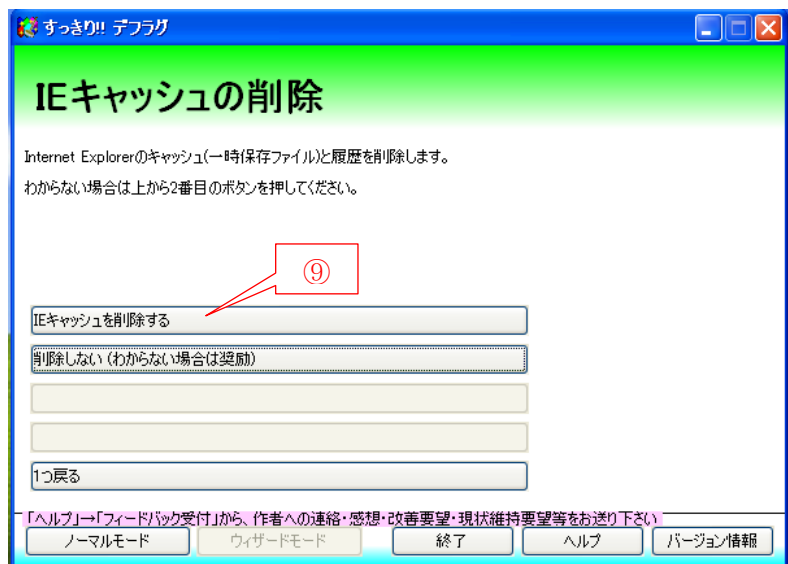 すっきり!! デフラグ
IEキャッシュの削除
Internet Explorerのキャッシュ(一時保存ファイル)と履歴を削除します。
わからない場合は上から2番目のボタンを押してください。
⑨
IEキャッシュを削除する
削除しない (わからない場合は奨励)
1つ戻る
「ヘルプ」→「フィードバック受付」から、作者への連絡・感想・改善要望・現状維持要望等をお送り下さい
ノーマルモード ウィザードモード 終了 ヘルプ バージョン情報